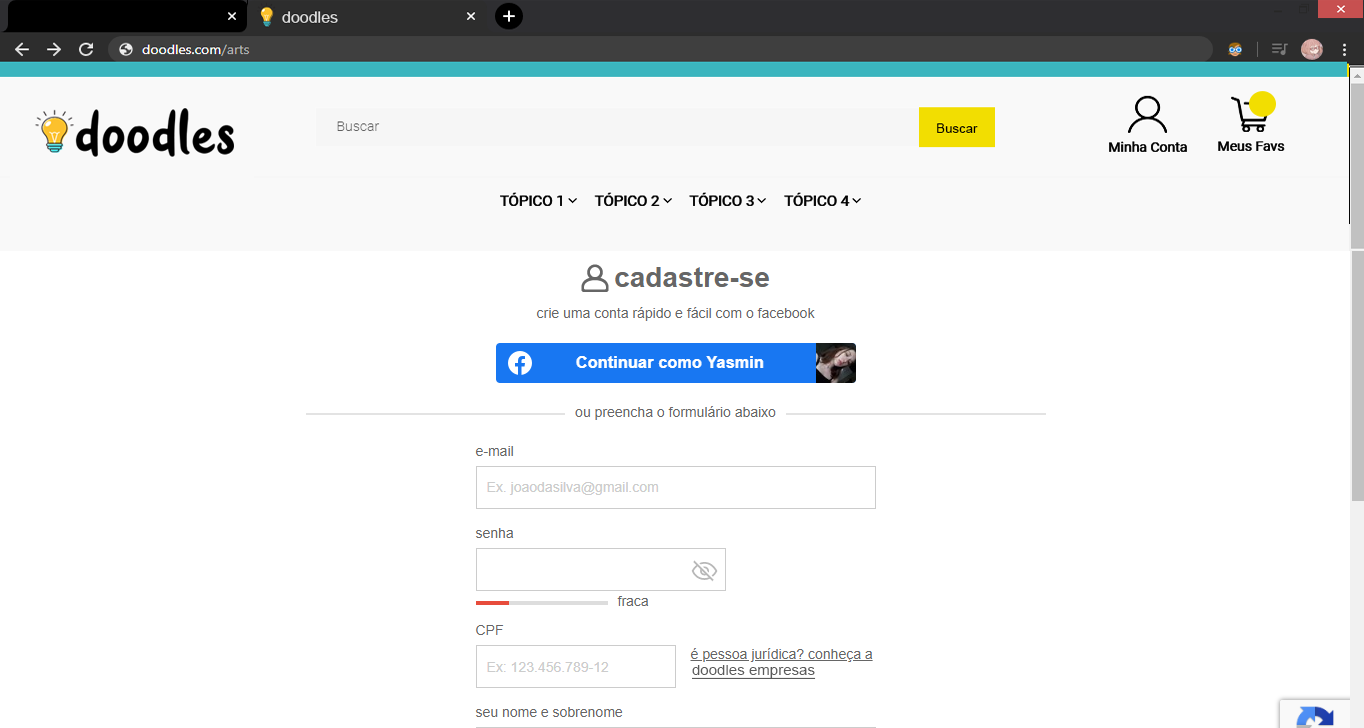 doodles
doodles.com/arts
doodles
Buscar
Buscar
Minha Conta
Meus Favs
TÓPICO 1
TÓPICO 2
TÓPICO 3
TÓPICO 4
cadastre-se
crie uma conta rápido e fácil com o facebook
Continuar como Yasmin
ou preencha o formulário abaixo
e-mail
Ex. joaodasilva@gmail.com
senha
fraca
CPF
Ex: 123.456.789-12
é pessoa jurídica? conheça a
doodles empresas
seu nome e sobrenome